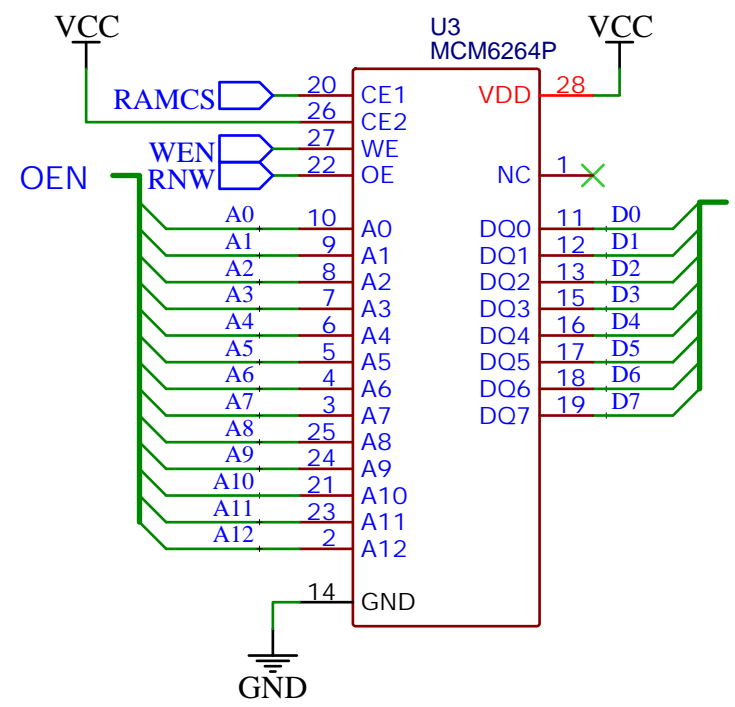 VCC
U3
MCM6264P
VCC
RAMCS 20 CE1
26 CE2
WEN 27 WE
OEN RNW 22 OE
VDD 28
NC 1
A0 10 A0
A1 9 A1
A2 8 A2
A3 7 A3
A4 6 A4
A5 5 A5
A6 4 A6
A7 3 A7
A8 25 A8
A9 24 A9
A10 21 A10
A11 23 A11
A12 2 A12
14 GND
GND
DQ0 11 D0
DQ1 12 D1
DQ2 13 D2
DQ3 15 D3
DQ4 16 D4
DQ5 17 D5
DQ6 18 D6
DQ7 19 D7